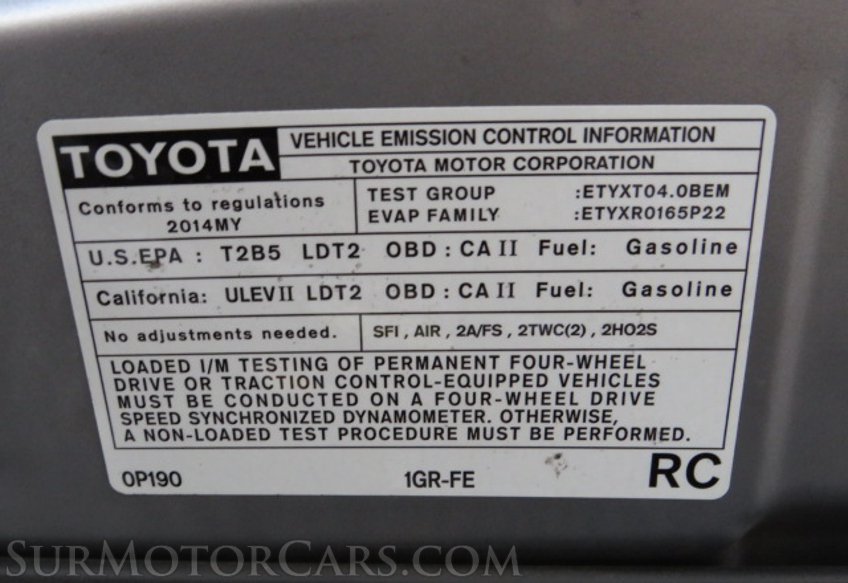 TOYOTA
VEHICLE EMISSION CONTROL INFORMATION
TOYOTA MOTOR CORPORATION
Conforms to regulations
2014MY
TEST GROUP :ETYXT04.0BEM
EVAP FAMILY :ETYXR0165P22
U.S.EPA : T2B5 LDT2 OBD : CA II Fuel: Gasoline
California: ULEV II LDT2 OBD : CA II Fuel: Gasoline
No adjustments needed.
SFI , AIR , 2A/FS , 2TWC(2) , 2HO2S
LOADED I/M TESTING OF PERMANENT FOUR-WHEEL
DRIVE OR TRACTION CONTROL-EQUIPPED VEHICLES
MUST BE CONDUCTED ON A FOUR-WHEEL DRIVE
SPEED SYNCHRONIZED DYNAMOMETER. OTHERWISE,
A NON-LOADED TEST PROCEDURE MUST BE PERFORMED.
0P190 1GR-FE RC
SurMotorCars.com